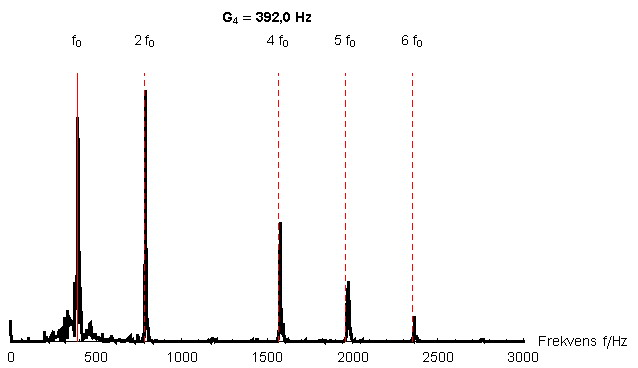 G₄ = 392,0 Hz
f₀ 2 f₀ 4 f₀ 5 f₀ 6 f₀
Frekvens f/Hz
0 500 1000 1500 2000 2500 3000